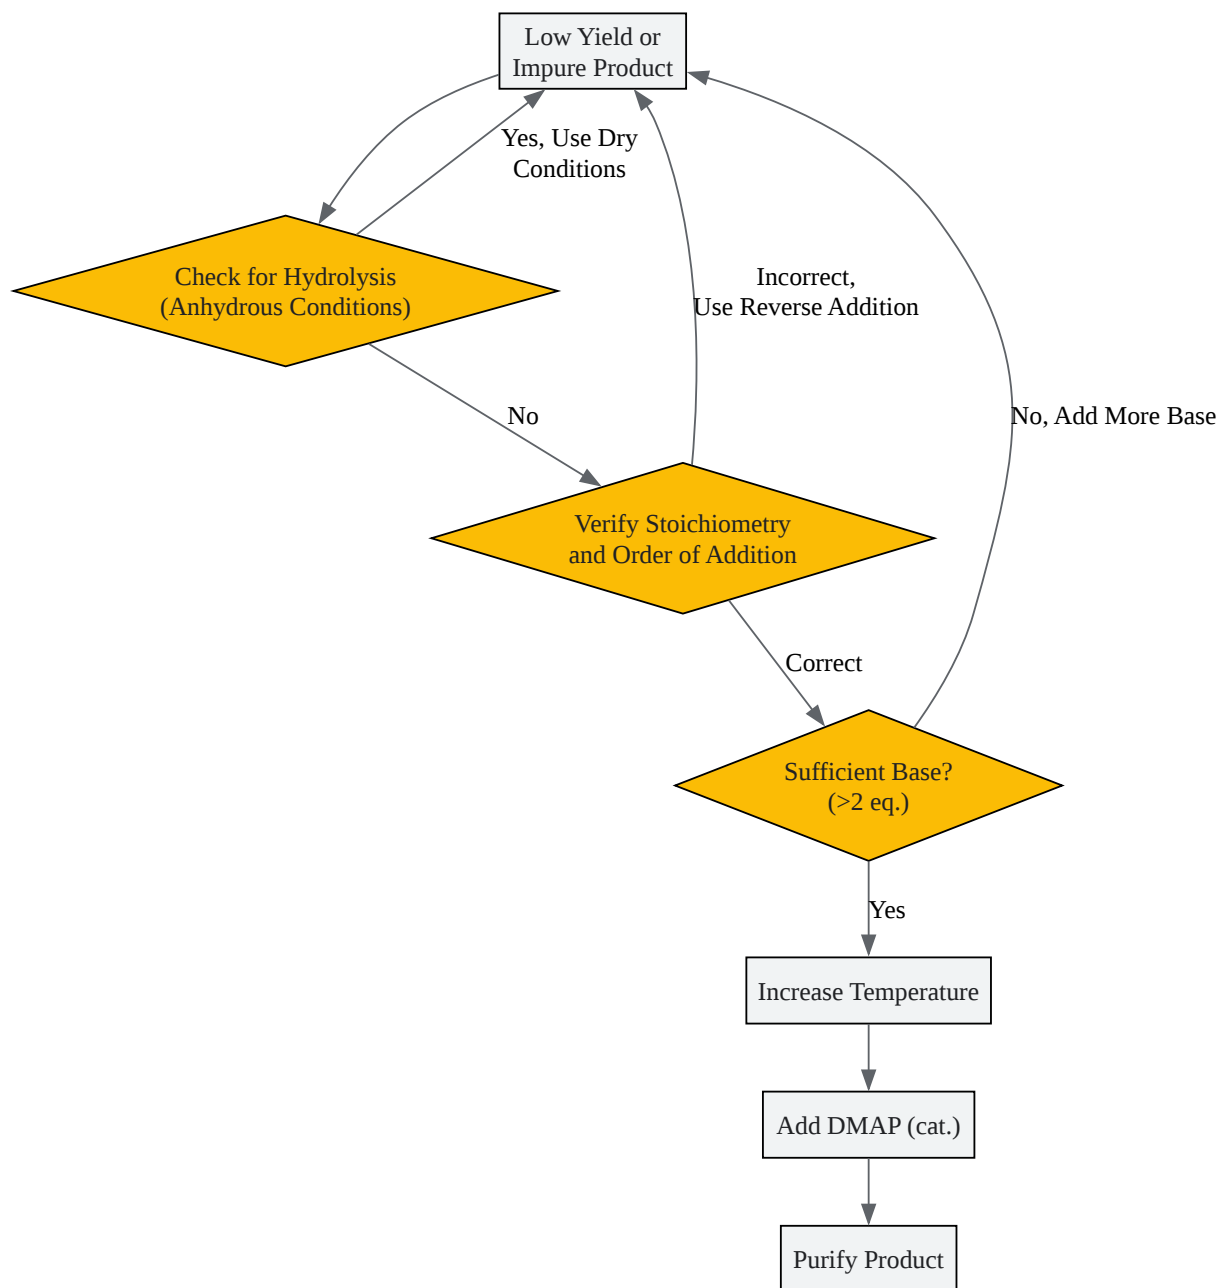 Low Yield or
Impure Product
Yes, Use Dry
Conditions
Check for Hydrolysis
(Anhydrous Conditions)
Incorrect,
Use Reverse Addition
No
No, Add More Base
Verify Stoichiometry
and Order of Addition
Correct
Sufficient Base?
(>2 eq.)
Yes
Increase Temperature
Add DMAP (cat.)
Purify Product